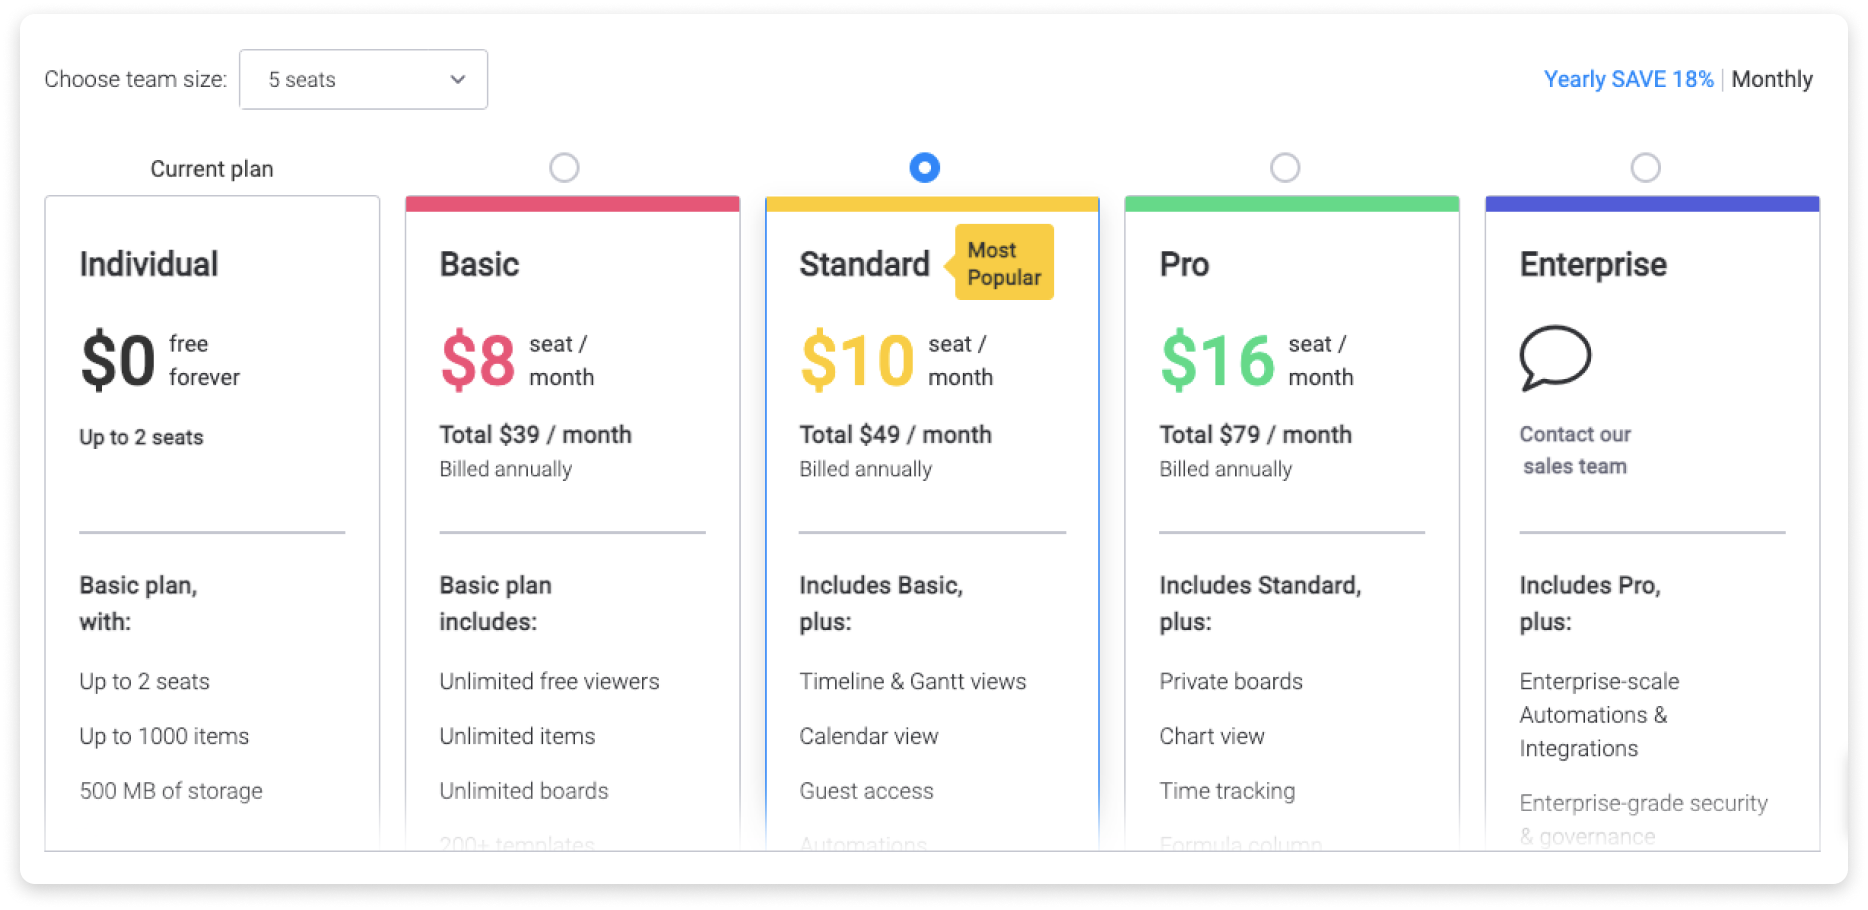 Choose team size: 5 seats
Yearly SAVE 18% | Monthly
Current plan
Individual
$0 free
forever
Up to 2 seats
Basic plan,
with:
Up to 2 seats
Up to 1000 items
500 MB of storage
Basic
$8 seat /
month
Total $39 / month
Billed annually
Basic plan
includes:
Unlimited free viewers
Unlimited items
Unlimited boards
200+ templates
Standard
Most
Popular
$10 seat /
month
Total $49 / month
Billed annually
Includes Basic,
plus:
Timeline & Gantt views
Calendar view
Guest access
Automations
Pro
$16 seat /
month
Total $79 / month
Billed annually
Includes Standard,
plus:
Private boards
Chart view
Time tracking
Formula column
Enterprise
Contact our
sales team
Includes Pro,
plus:
Enterprise-scale
Automations &
Integrations
Enterprise-grade security
& governance